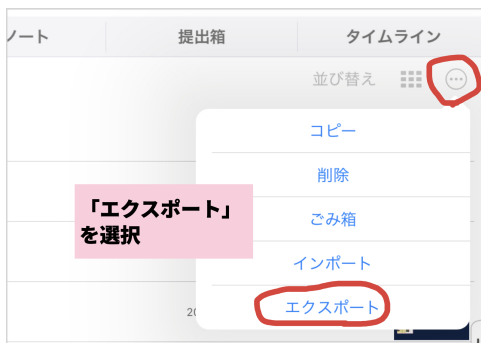 ノート 提出箱 タイムライン
並び替え
コピー
削除
「エクスポート」
を選択
ごみ箱
インポート
エクスポート
20